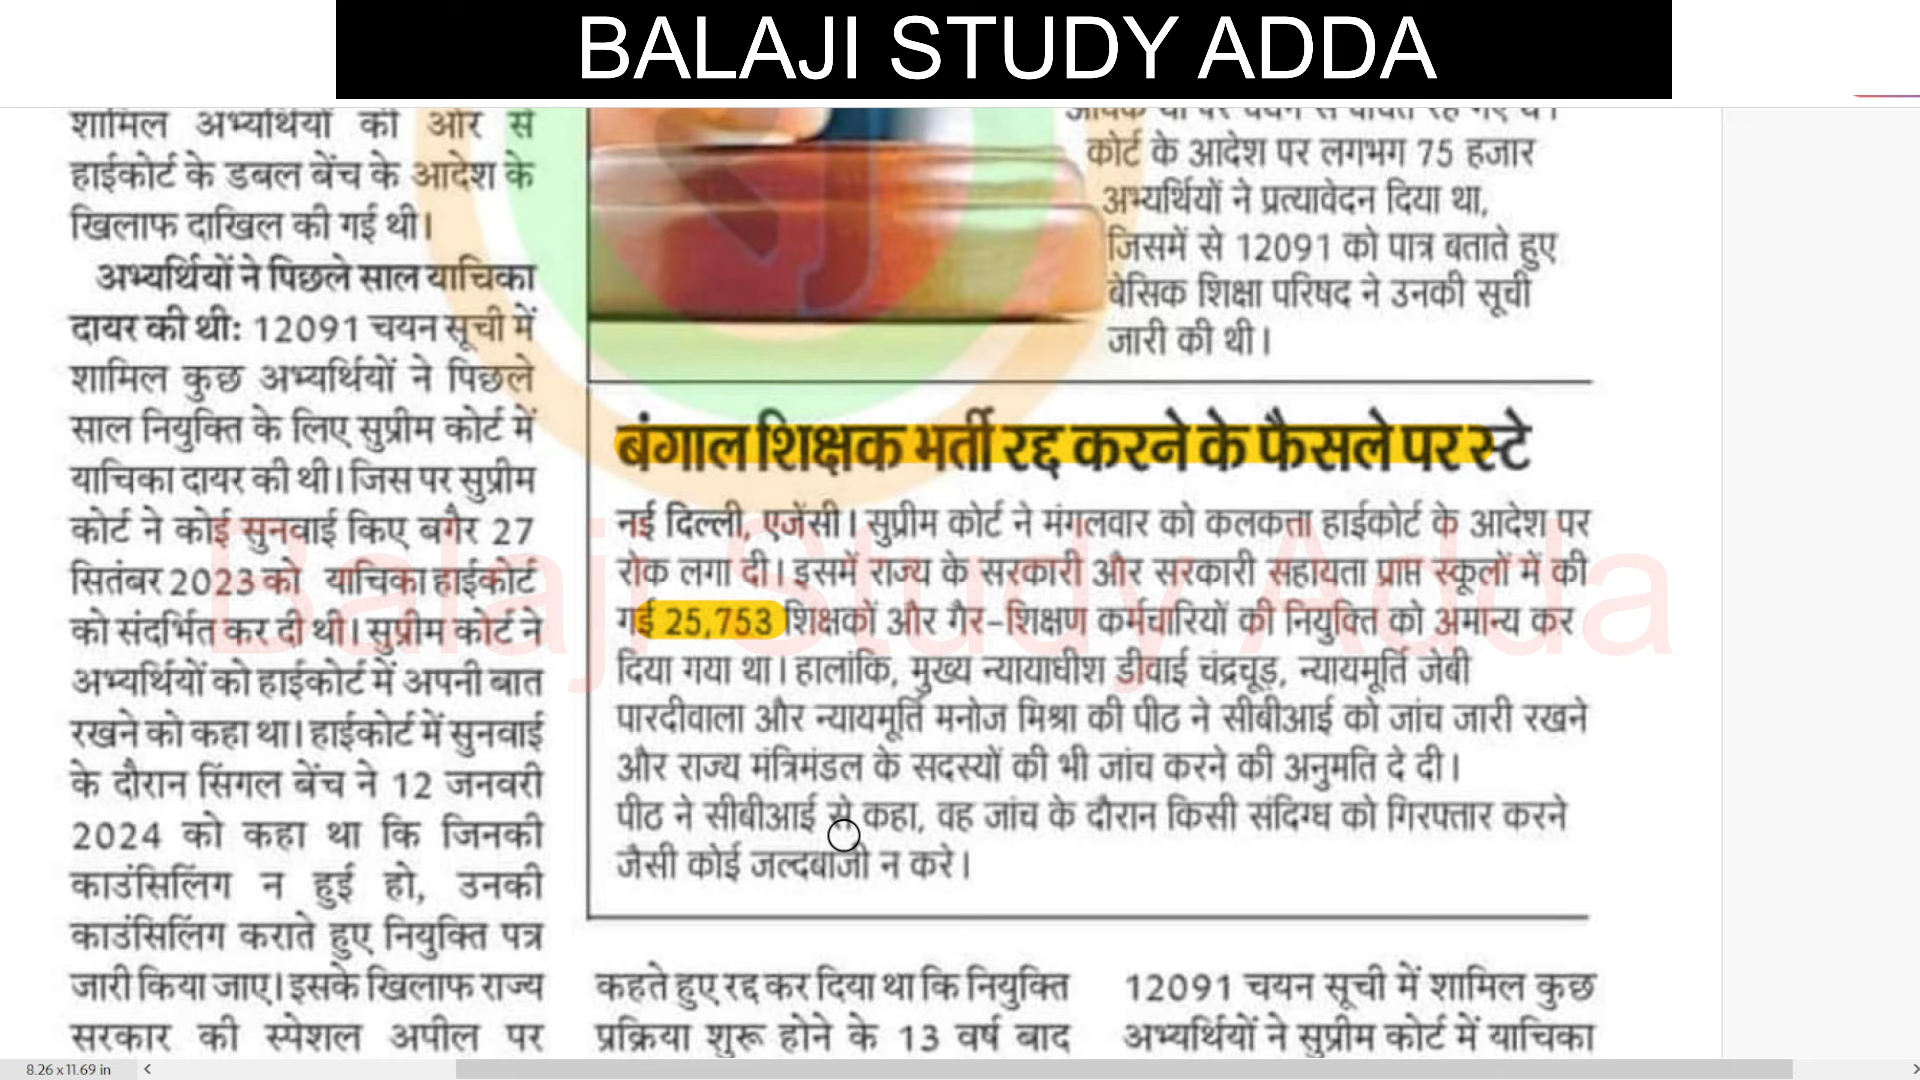 BALAJI STUDY ADDA
शामिल अभ्यर्थियों की ओर से
हाईकोर्ट के डबल बेंच के आदेश के
खिलाफ दाखिल की गई थी।
अभ्यर्थियों ने पिछले साल याचिका
दायर की थी: 12091 चयन सूची में
शामिल कुछ अभ्यर्थियों ने पिछले
साल नियुक्ति के लिए सुप्रीम कोर्ट में
याचिका दायर की थी। जिस पर सुप्रीम
कोर्ट ने कोई सुनवाई किए बगैर 27
सितंबर 2023 को याचिका हाईकोर्ट
को संदर्भित कर दी थी। सुप्रीम कोर्ट ने
अभ्यर्थियों को हाईकोर्ट में अपनी बात
रखने को कहा था। हाईकोर्ट में सुनवाई
के दौरान सिंगल बेंच ने 12 जनवरी
2024 को कहा था कि जिनकी
काउंसिलिंग न हुई हो, उनकी
काउंसिलिंग कराते हुए नियुक्ति पत्र
जारी किया जाए। इसके खिलाफ राज्य
सरकार की स्पेशल अपील पर
कोर्ट के आदेश पर लगभग 75 हजार
अभ्यर्थियों ने प्रत्यावेदन दिया था,
जिसमें से 12091 को पात्र बताते हुए
बेसिक शिक्षा परिषद ने उनकी सूची
जारी की थी।
बंगाल शिक्षक भर्ती रद्द करने के फैसले पर स्टे
नई दिल्ली, एजेंसी। सुप्रीम कोर्ट ने मंगलवार को कलकत्ता हाईकोर्ट के आदेश पर
रोक लगा दी। इसमें राज्य के सरकारी और सरकारी सहायता प्राप्त स्कूलों में की
गई 25,753 शिक्षकों और गैर-शिक्षण कर्मचारियों की नियुक्ति को अमान्य कर
दिया गया था। हालांकि, मुख्य न्यायाधीश डीवाई चंद्रचूड़, न्यायमूर्ति जेबी
पारदीवाला और न्यायमूर्ति मनोज मिश्रा की पीठ ने सीबीआई को जांच जारी रखने
और राज्य मंत्रिमंडल के सदस्यों की भी जांच करने की अनुमति दे दी।
पीठ ने सीबीआई से कहा, वह जांच के दौरान किसी संदिग्ध को गिरफ्तार करने
जैसी कोई जल्दबाजी न करे।
कहते हुए रद्द कर दिया था कि नियुक्ति
प्रक्रिया शुरू होने के 13 वर्ष बाद
12091 चयन सूची में शामिल कुछ
अभ्यर्थियों ने सुप्रीम कोर्ट में याचिका
Balaji Study Adda
8.26 x 11.69 in